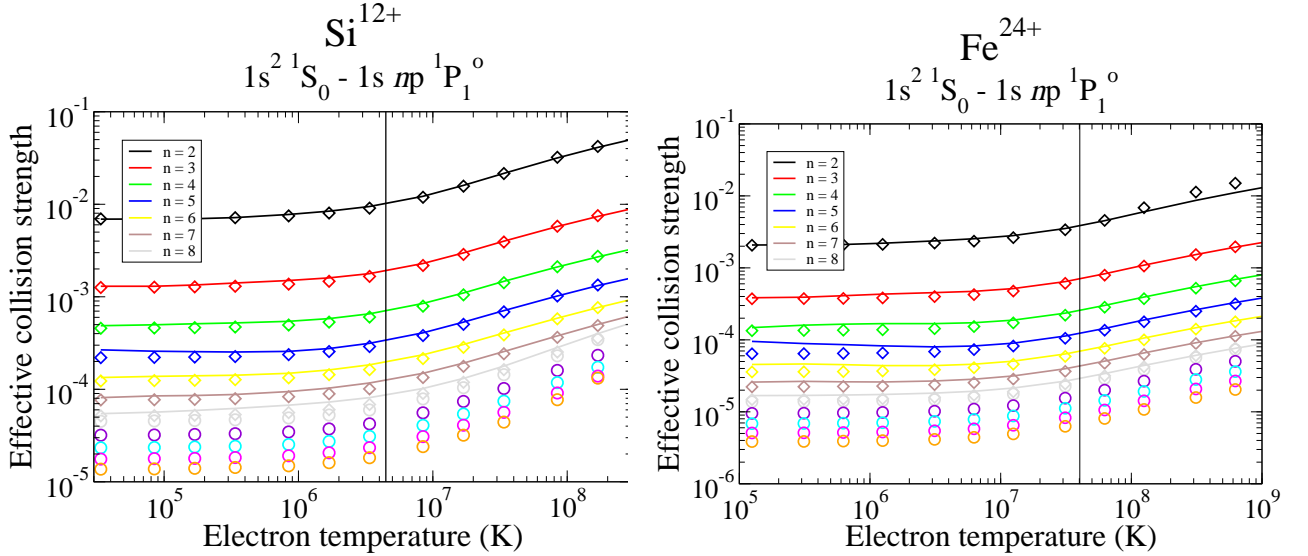 Si¹²⁺
1s² ¹S₀ - 1s np ¹P₁ᵒ
Effective collision strength
10⁻¹
10⁻²
10⁻³
10⁻⁴
10⁻⁵
n = 2
n = 3
n = 4
n = 5
n = 6
n = 7
n = 8
10⁵
10⁶
10⁷
10⁸
Electron temperature (K)
Fe²⁴⁺
1s² ¹S₀ - 1s np ¹P₁ᵒ
Effective collision strength
10⁻¹
10⁻²
10⁻³
10⁻⁴
10⁻⁵
10⁻⁶
n = 2
n = 3
n = 4
n = 5
n = 6
n = 7
n = 8
10⁵
10⁶
10⁷
10⁸
10⁹
Electron temperature (K)